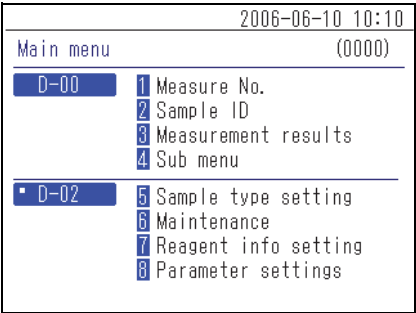 2006-06-10 10:10
Main menu (0000)
D-00 1 Measure No.
2 Sample ID
3 Measurement results
4 Sub menu
D-02 5 Sample type setting
6 Maintenance
7 Reagent info setting
8 Parameter settings